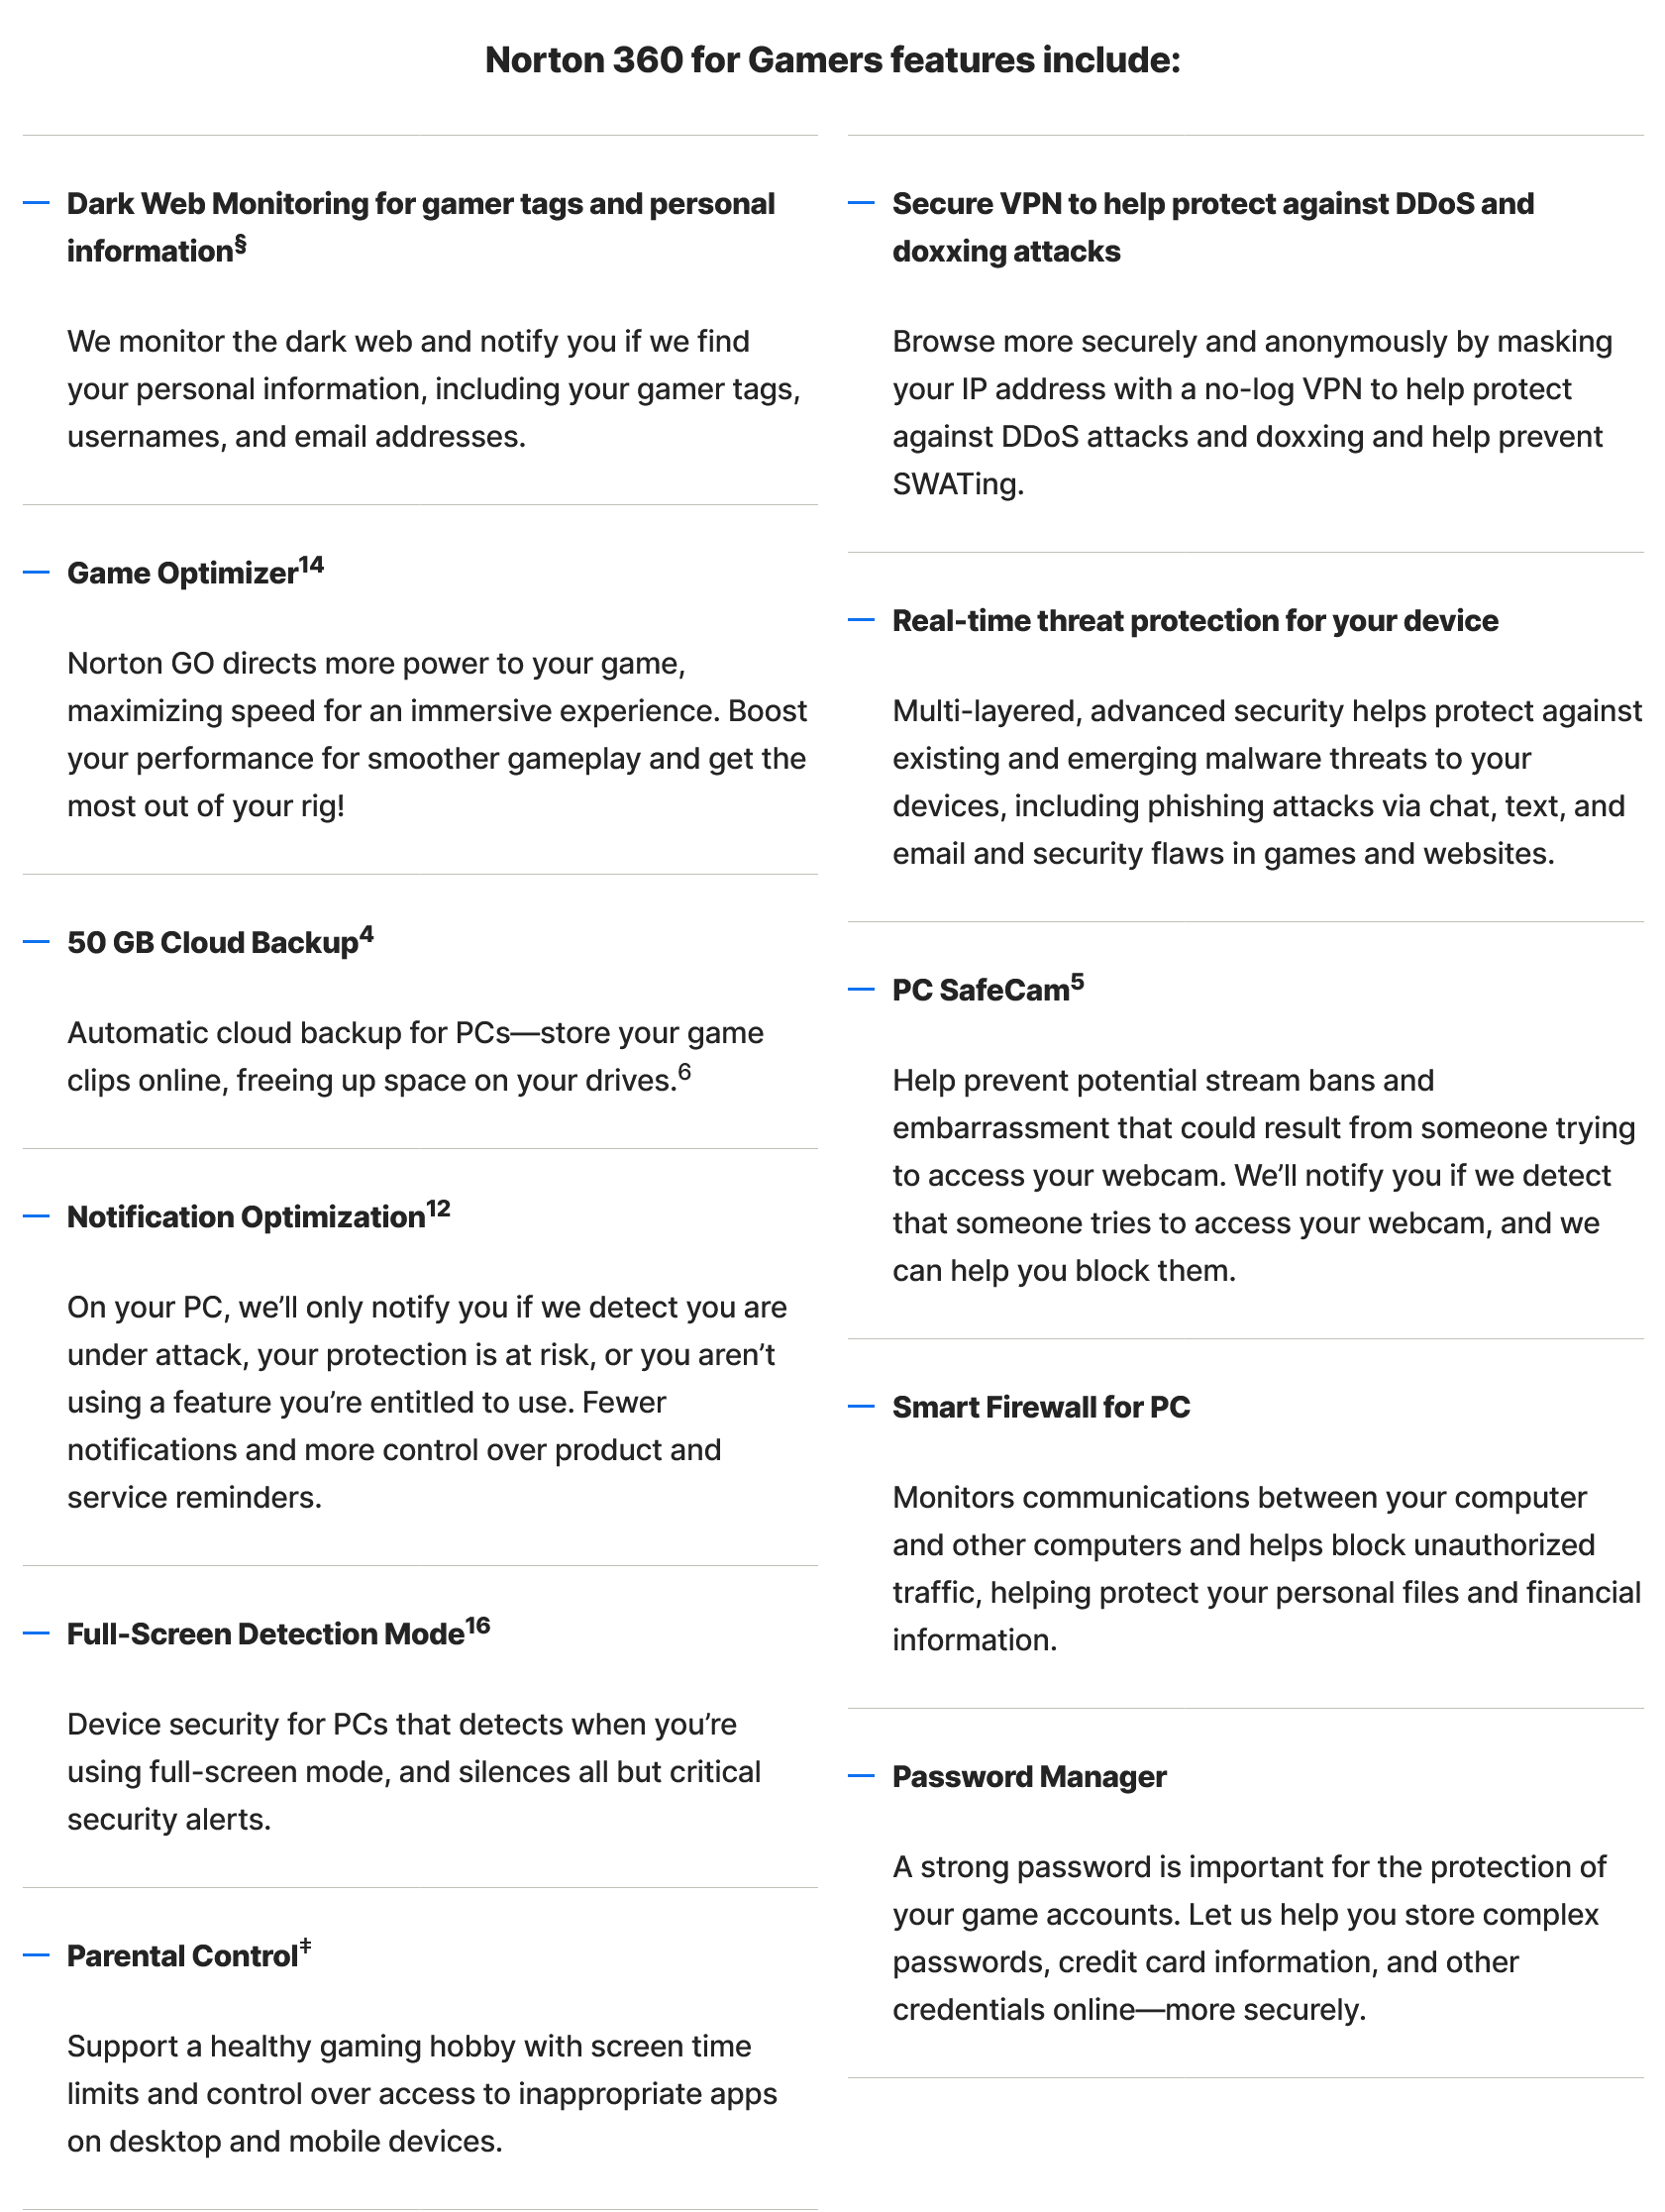 Norton 360 for Gamers features include:
Dark Web Monitoring for gamer tags and personal
information§
We monitor the dark web and notify you if we find
your personal information, including your gamer tags,
usernames, and email addresses.
Game Optimizer14
Norton GO directs more power to your game,
maximizing speed for an immersive experience. Boost
your performance for smoother gameplay and get the
most out of your rig!
50 GB Cloud Backup4
Automatic cloud backup for PCs—store your game
clips online, freeing up space on your drives.6
Notification Optimization12
On your PC, we’ll only notify you if we detect you are
under attack, your protection is at risk, or you aren’t
using a feature you’re entitled to use. Fewer
notifications and more control over product and
service reminders.
Full-Screen Detection Mode16
Device security for PCs that detects when you’re
using full-screen mode, and silences all but critical
security alerts.
Parental Control‡
Support a healthy gaming hobby with screen time
limits and control over access to inappropriate apps
on desktop and mobile devices.
Secure VPN to help protect against DDoS and
doxxing attacks
Browse more securely and anonymously by masking
your IP address with a no-log VPN to help protect
against DDoS attacks and doxxing and help prevent
SWATing.
Real-time threat protection for your device
Multi-layered, advanced security helps protect against
existing and emerging malware threats to your
devices, including phishing attacks via chat, text, and
email and security flaws in games and websites.
PC SafeCam5
Help prevent potential stream bans and
embarrassment that could result from someone trying
to access your webcam. We’ll notify you if we detect
that someone tries to access your webcam, and we
can help you block them.
Smart Firewall for PC
Monitors communications between your computer
and other computers and helps block unauthorized
traffic, helping protect your personal files and financial
information.
Password Manager
A strong password is important for the protection of
your game accounts. Let us help you store complex
passwords, credit card information, and other
credentials online—more securely.